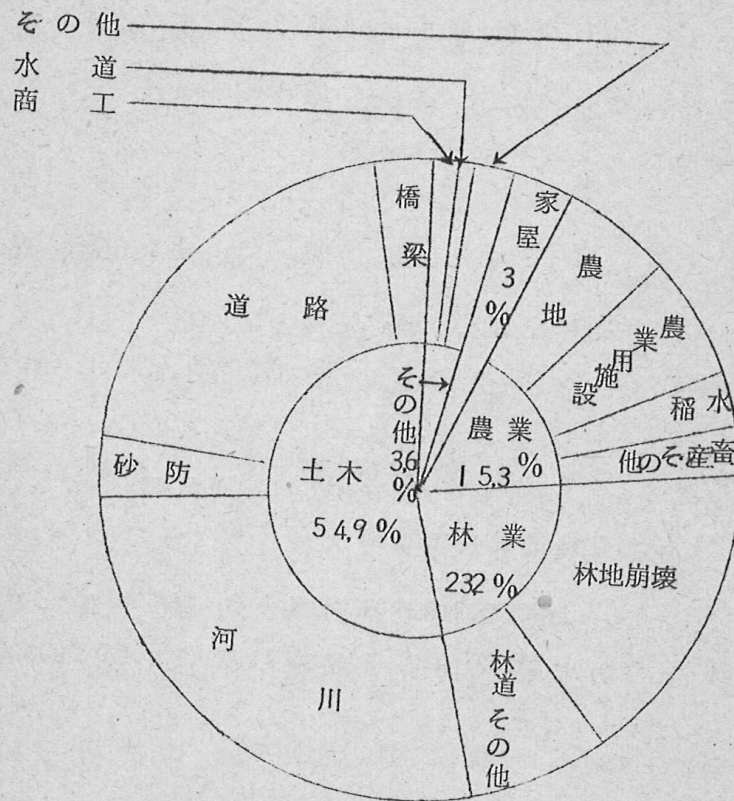 その他
水道
商工
橋梁
家屋
3%
農地
農業用施設
水稲
畜産・その他
道路
砂防
河川
その他
3.6%
土木
54.9%
農業
15.3%
林業
23.2%
林地崩壊
林道その他